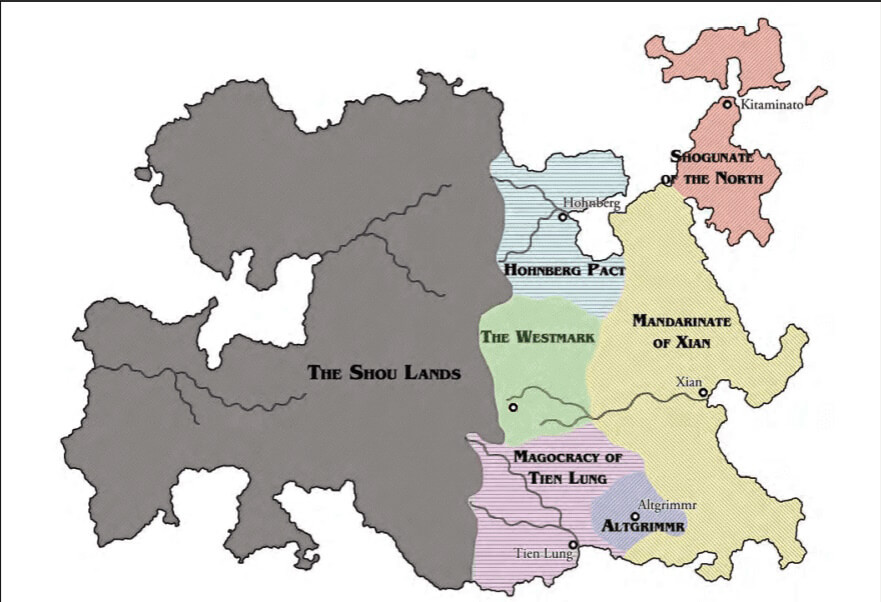 Kitaminato
Shogunate
of the North
Hohnberg
Hohnberg Pact
The Westmark
Mandarinate
of Xian
The Shou Lands
Xian
Magocracy of
Tien Lung
Altgrimmr
Altgrimmr
Tien Lung